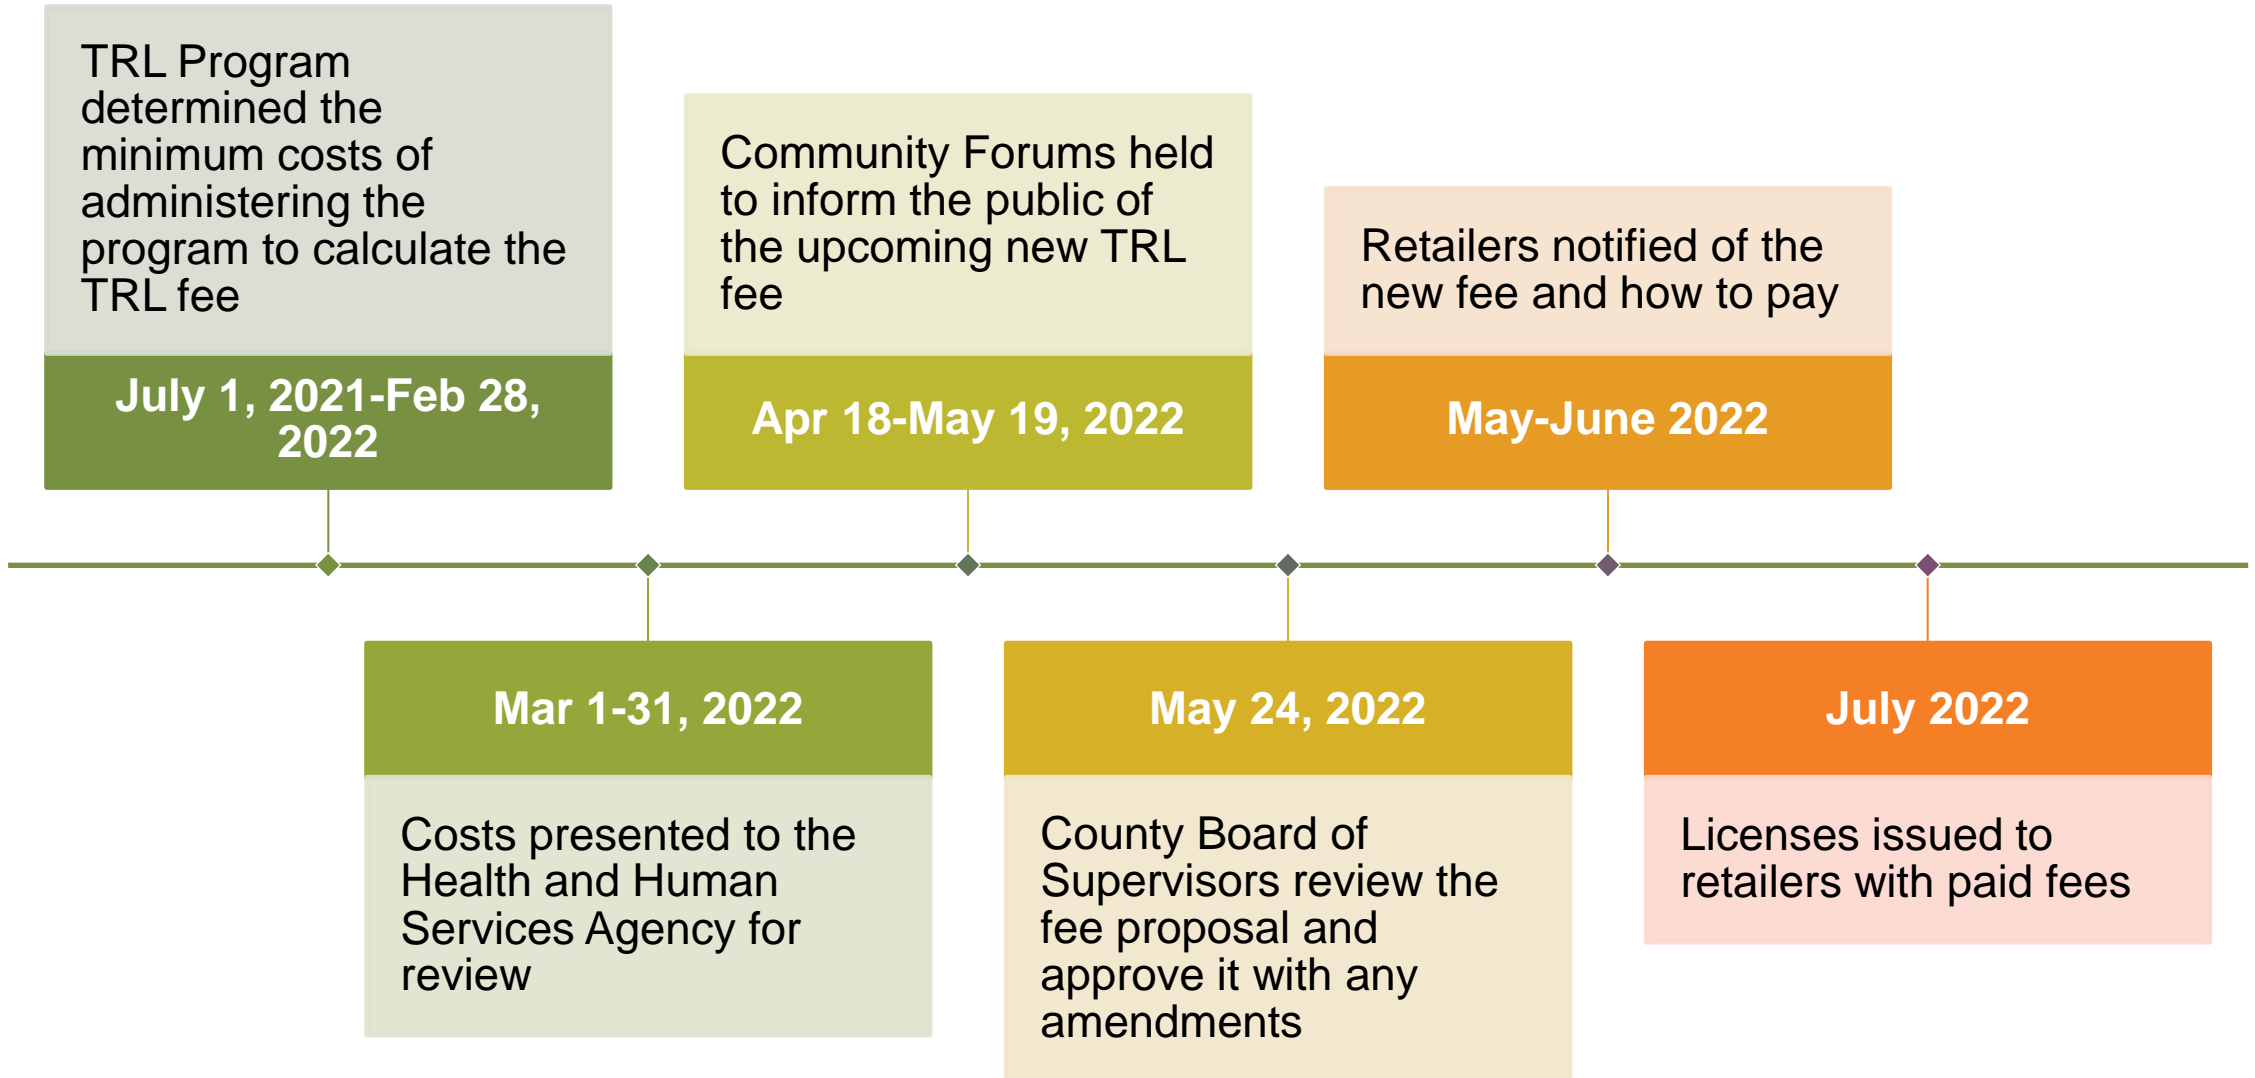 TRL Program
determined the
minimum costs of
administering the
program to calculate the
TRL fee
July 1, 2021-Feb 28,
2022
Mar 1-31, 2022
Costs presented to the
Health and Human
Services Agency for
review
Community Forums held
to inform the public of
the upcoming new TRL
fee
Apr 18-May 19, 2022
May 24, 2022
County Board of
Supervisors review the
fee proposal and
approve it with any
amendments
Retailers notified of the
new fee and how to pay
May-June 2022
July 2022
Licenses issued to
retailers with paid fees